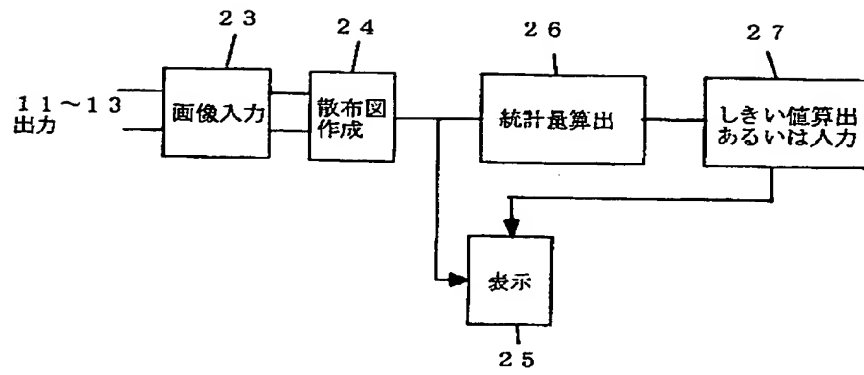 23
24
26
27
11~13
出力
画像入力
散布図
作成
統計量算出
しきい値算出
あるいは入力
表示
25